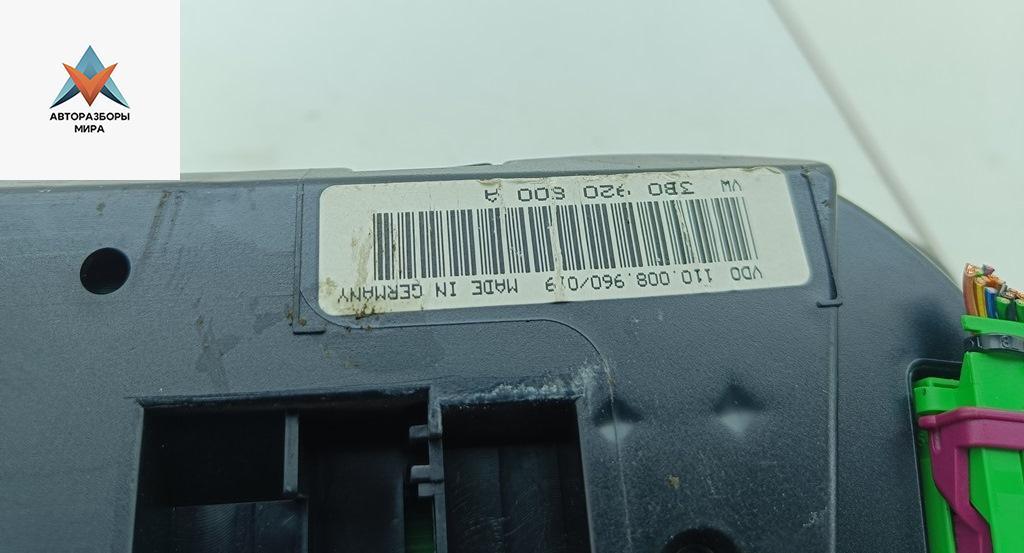 АВТОРАЗБОРЫ
МИРА
VDO 110.008.960/019 MADE IN GERMANY
VW 3B0 920 800 A